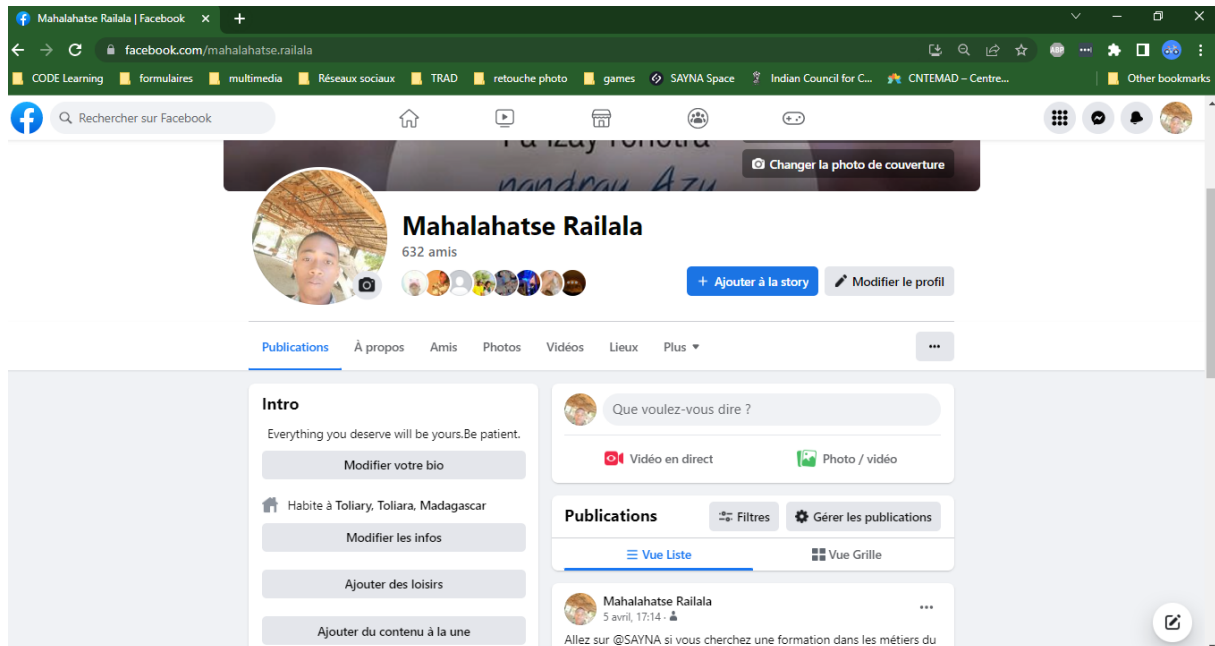 Mahalahatse Railala | Facebook
facebook.com/mahalahatse.railala
ABP
CODE Learning formulaires multimedia Réseaux sociaux TRAD retouche photo games SAYNA Space Indian Council for C... CNTEMAD – Centre... Other bookmarks
Rechercher sur Facebook
Changer la photo de couverture
nandray Azy
Mahalahatse Railala
632 amis
+ Ajouter à la story Modifier le profil
Publications À propos Amis Photos Vidéos Lieux Plus
Intro
Everything you deserve will be yours.Be patient.
Modifier votre bio
Habite à Toliary, Toliara, Madagascar
Modifier les infos
Ajouter des loisirs
Ajouter du contenu à la une
Que voulez-vous dire ?
Vidéo en direct Photo / vidéo
Publications Filtres Gérer les publications
Vue Liste Vue Grille
Mahalahatse Railala
5 avril, 17:14 ·
Allez sur @SAYNA si vous cherchez une formation dans les métiers du